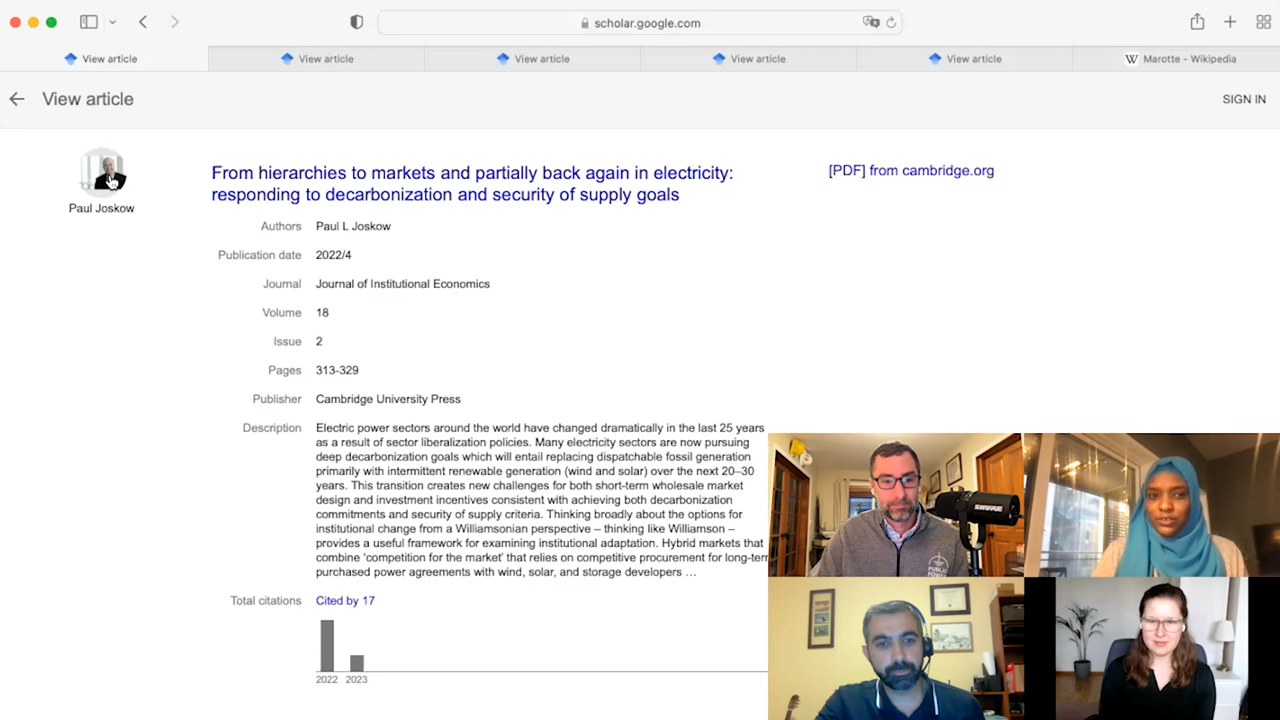 scholar.google.com
View article
View article
View article
View article
View article
W Marotte - Wikipedia
View article
SIGN IN
Paul Joskow
From hierarchies to markets and partially back again in electricity:
responding to decarbonization and security of supply goals
[PDF] from cambridge.org
Authors Paul L Joskow
Publication date 2022/4
Journal Journal of Institutional Economics
Volume 18
Issue 2
Pages 313-329
Publisher Cambridge University Press
Description Electric power sectors around the world have changed dramatically in the last 25 years
as a result of sector liberalization policies. Many electricity sectors are now pursuing
deep decarbonization goals which will entail replacing dispatchable fossil generation
primarily with intermittent renewable generation (wind and solar) over the next 20–30
years. This transition creates new challenges for both short-term wholesale market
design and investment incentives consistent with achieving both decarbonization
commitments and security of supply criteria. Thinking broadly about the options for
institutional change from a Williamsonian perspective – thinking like Williamson –
provides a useful framework for examining institutional adaptation. Hybrid markets that
combine 'competition for the market' that relies on competitive procurement for long-term
purchased power agreements with wind, solar, and storage developers …
Total citations Cited by 17
2022 2023
SHURE
PUBLIC
POWER